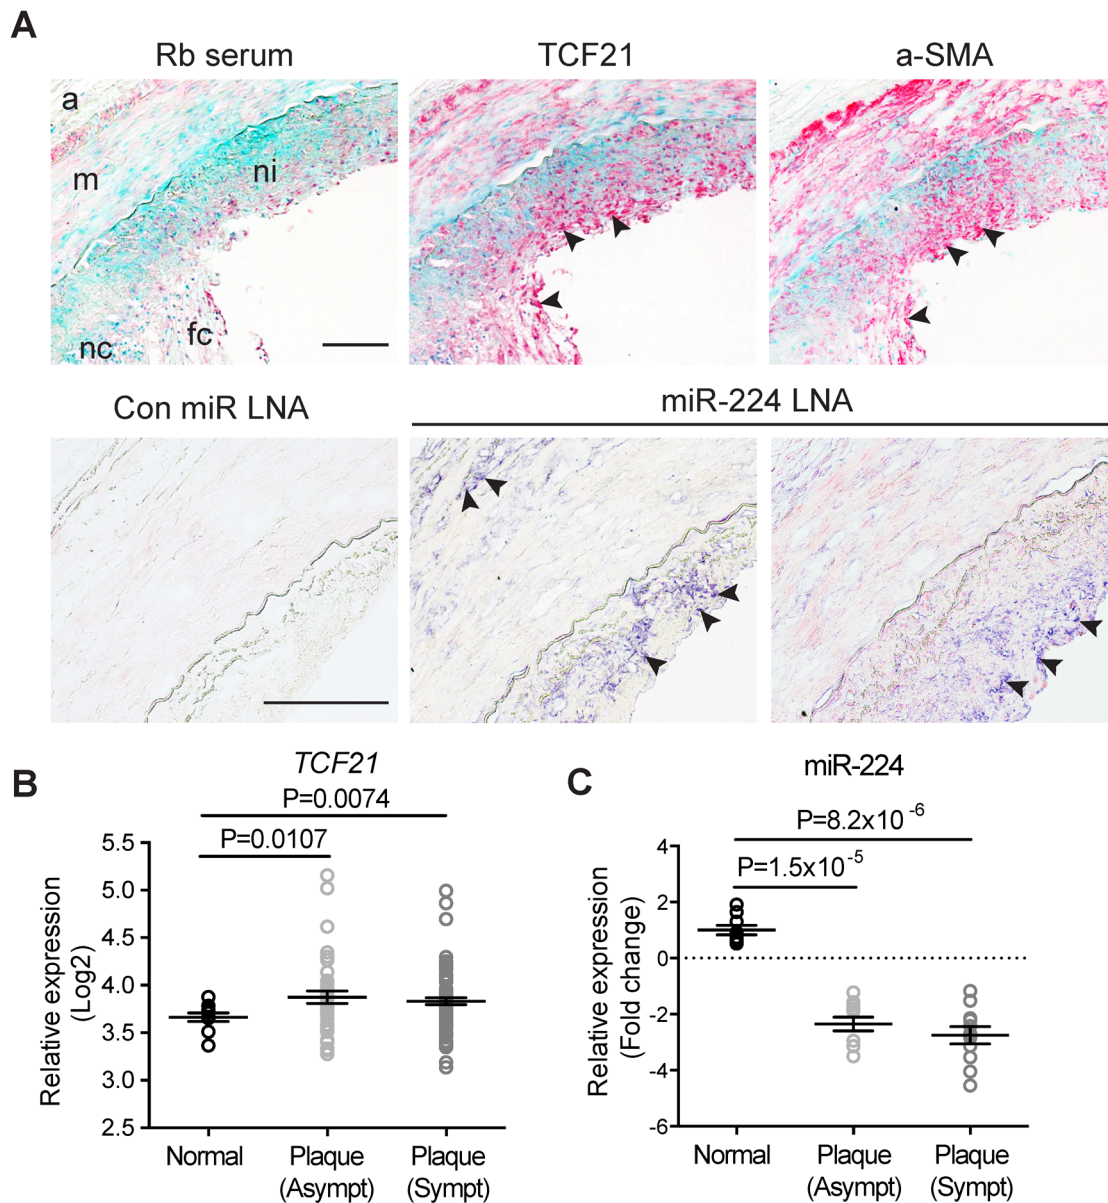 A
Rb serum
TCF21
a-SMA
a
m
ni
nc
fc
Con miR LNA
miR-224 LNA
B
TCF21
P=0.0074
P=0.0107
Relative expression
(Log2)
5.5
5.0
4.5
4.0
3.5
3.0
2.5
Normal
Plaque
(Asympt)
Plaque
(Sympt)
C
miR-224
P=8.2x10 -6
P=1.5x10 -5
Relative expression
(Fold change)
4
2
0
-2
-4
-6
Normal
Plaque
(Asympt)
Plaque
(Sympt)